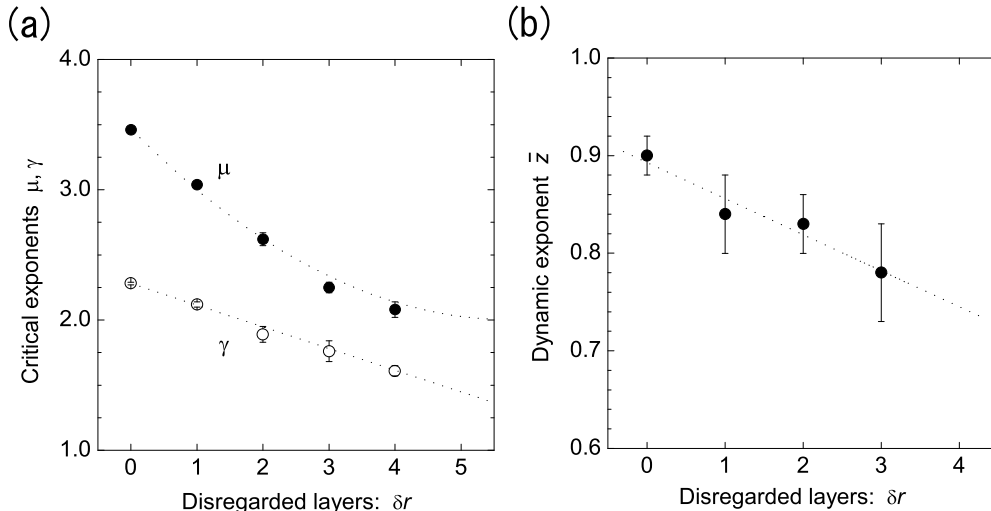 (a)
4.0
3.0
2.0
1.0
Critical exponents μ, γ
μ
γ
0 1 2 3 4 5
Disregarded layers: δr
(b)
1.0
0.9
0.8
0.7
0.6
Dynamic exponent z̄
0 1 2 3 4
Disregarded layers: δr